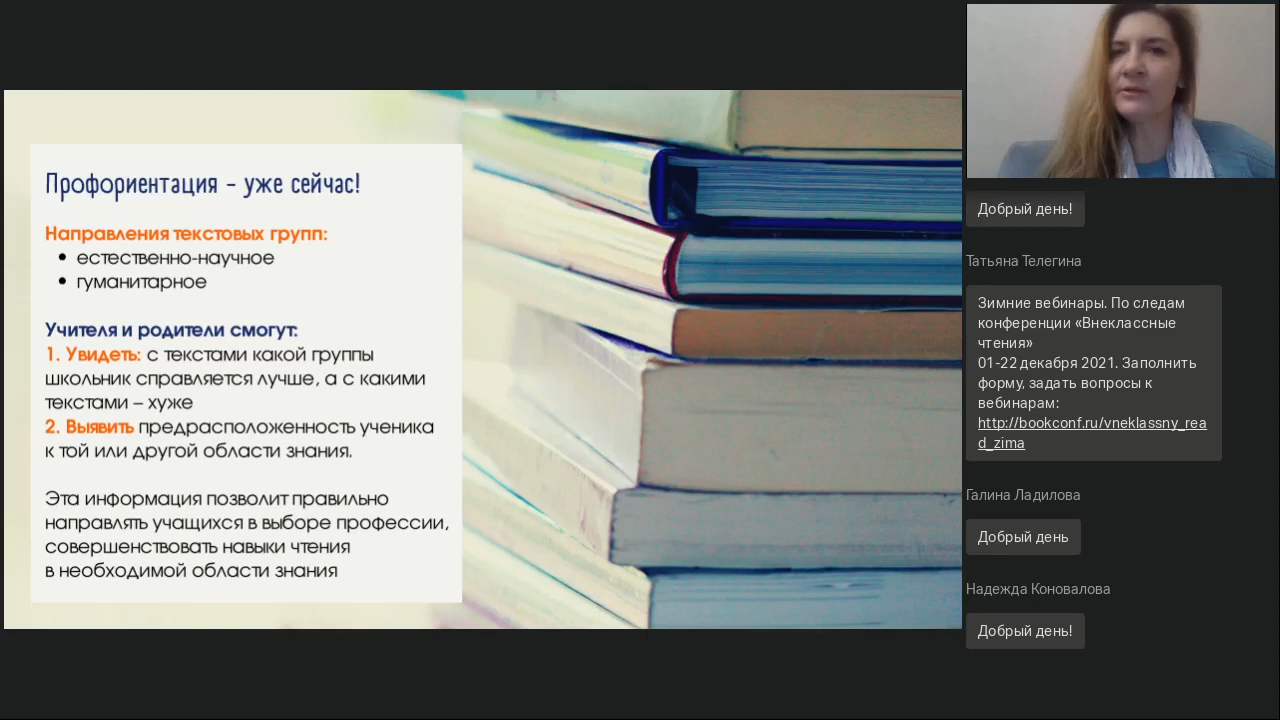 Профориентация - уже сейчас!
Направления текстовых групп:
• естественно-научное
• гуманитарное
Учителя и родители смогут:
1. Увидеть: с текстами какой группы
школьник справляется лучше, а с какими
текстами – хуже
2. Выявить предрасположенность ученика
к той или другой области знания.
Эта информация позволит правильно
направлять учащихся в выборе профессии,
совершенствовать навыки чтения
в необходимой области знания
Добрый день!
Татьяна Телегина
Зимние вебинары. По следам
конференции «Внеклассные
чтения»
01-22 декабря 2021. Заполнить
форму, задать вопросы к
вебинарам:
http://bookconf.ru/vneklassny_rea
d_zima
Галина Ладилова
Добрый день
Надежда Коновалова
Добрый день!